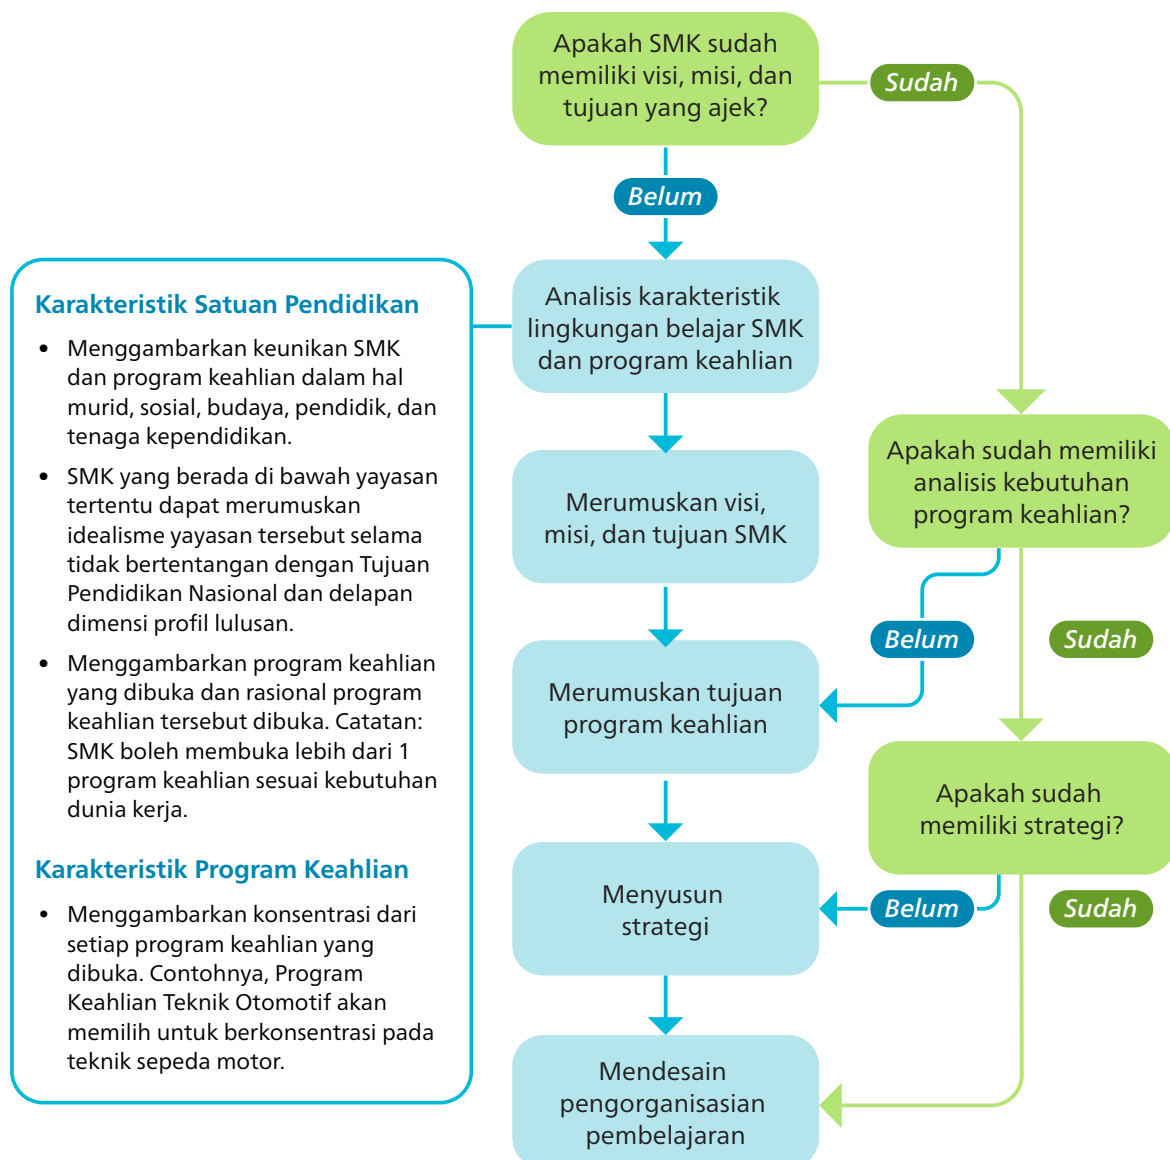 Apakah SMK sudah
memiliki visi, misi, dan
tujuan yang ajek?
Sudah
Belum
Karakteristik Satuan Pendidikan
• Menggambarkan keunikan SMK
dan program keahlian dalam hal
murid, sosial, budaya, pendidik, dan
tenaga kependidikan.
• SMK yang berada di bawah yayasan
tertentu dapat merumuskan
idealisme yayasan tersebut selama
tidak bertentangan dengan Tujuan
Pendidikan Nasional dan delapan
dimensi profil lulusan.
• Menggambarkan program keahlian
yang dibuka dan rasional program
keahlian tersebut dibuka. Catatan:
SMK boleh membuka lebih dari 1
program keahlian sesuai kebutuhan
dunia kerja.
Karakteristik Program Keahlian
• Menggambarkan konsentrasi dari
setiap program keahlian yang
dibuka. Contohnya, Program
Keahlian Teknik Otomotif akan
memilih untuk berkonsentrasi pada
teknik sepeda motor.
Analisis karakteristik
lingkungan belajar SMK
dan program keahlian
Merumuskan visi,
misi, dan tujuan SMK
Apakah sudah memiliki
analisis kebutuhan
program keahlian?
Belum
Sudah
Merumuskan tujuan
program keahlian
Apakah sudah
memiliki strategi?
Belum
Sudah
Menyusun
strategi
Mendesain
pengorganisasian
pembelajaran